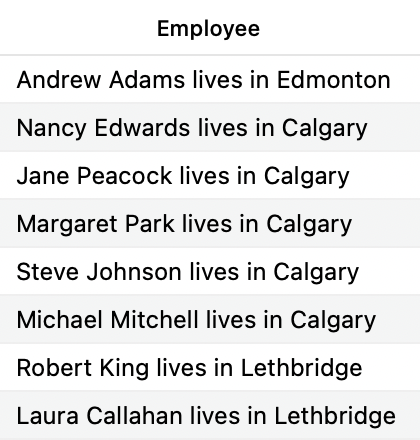 Employee
Andrew Adams lives in Edmonton
Nancy Edwards lives in Calgary
Jane Peacock lives in Calgary
Margaret Park lives in Calgary
Steve Johnson lives in Calgary
Michael Mitchell lives in Calgary
Robert King lives in Lethbridge
Laura Callahan lives in Lethbridge